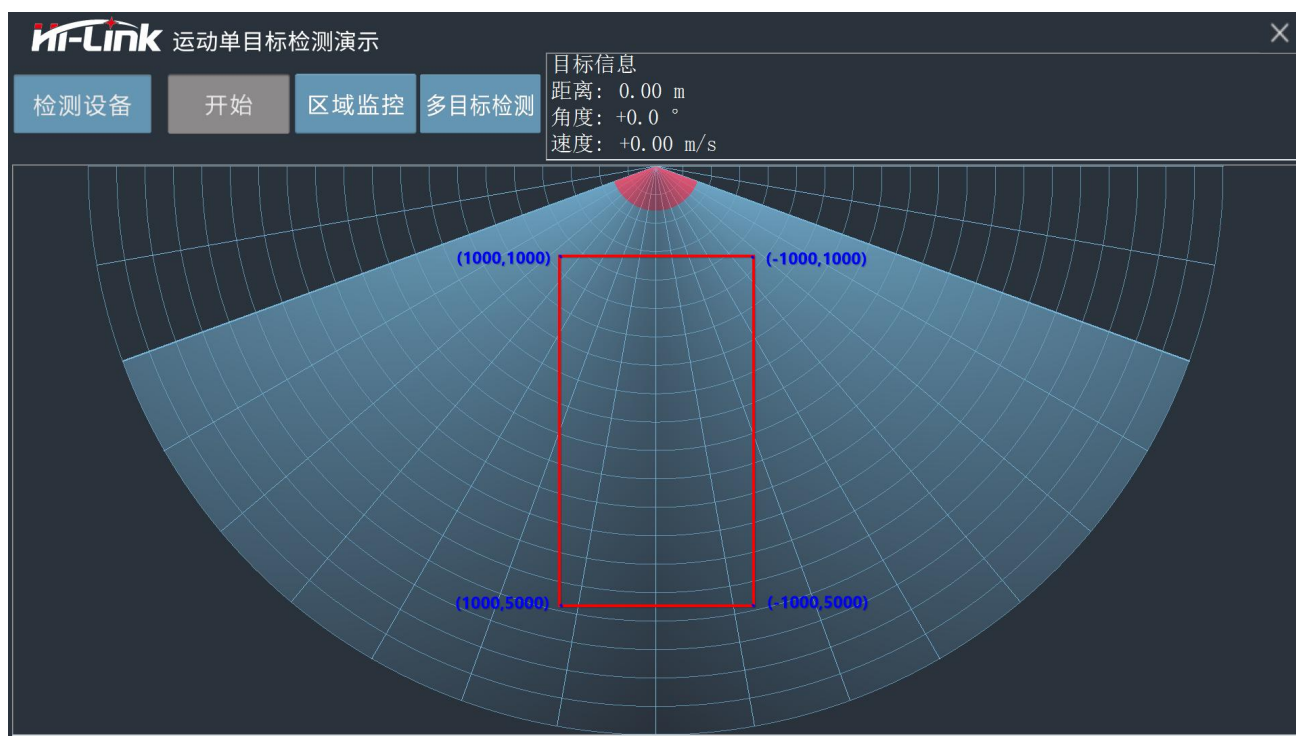 Hi-Link 运动单目标检测演示
检测设备
开始
区域监控
多目标检测
目标信息
距离: 0.00 m
角度: +0.0 °
速度: +0.00 m/s
(1000,1000)
(-1000,1000)
(1000,5000)
(-1000,5000)